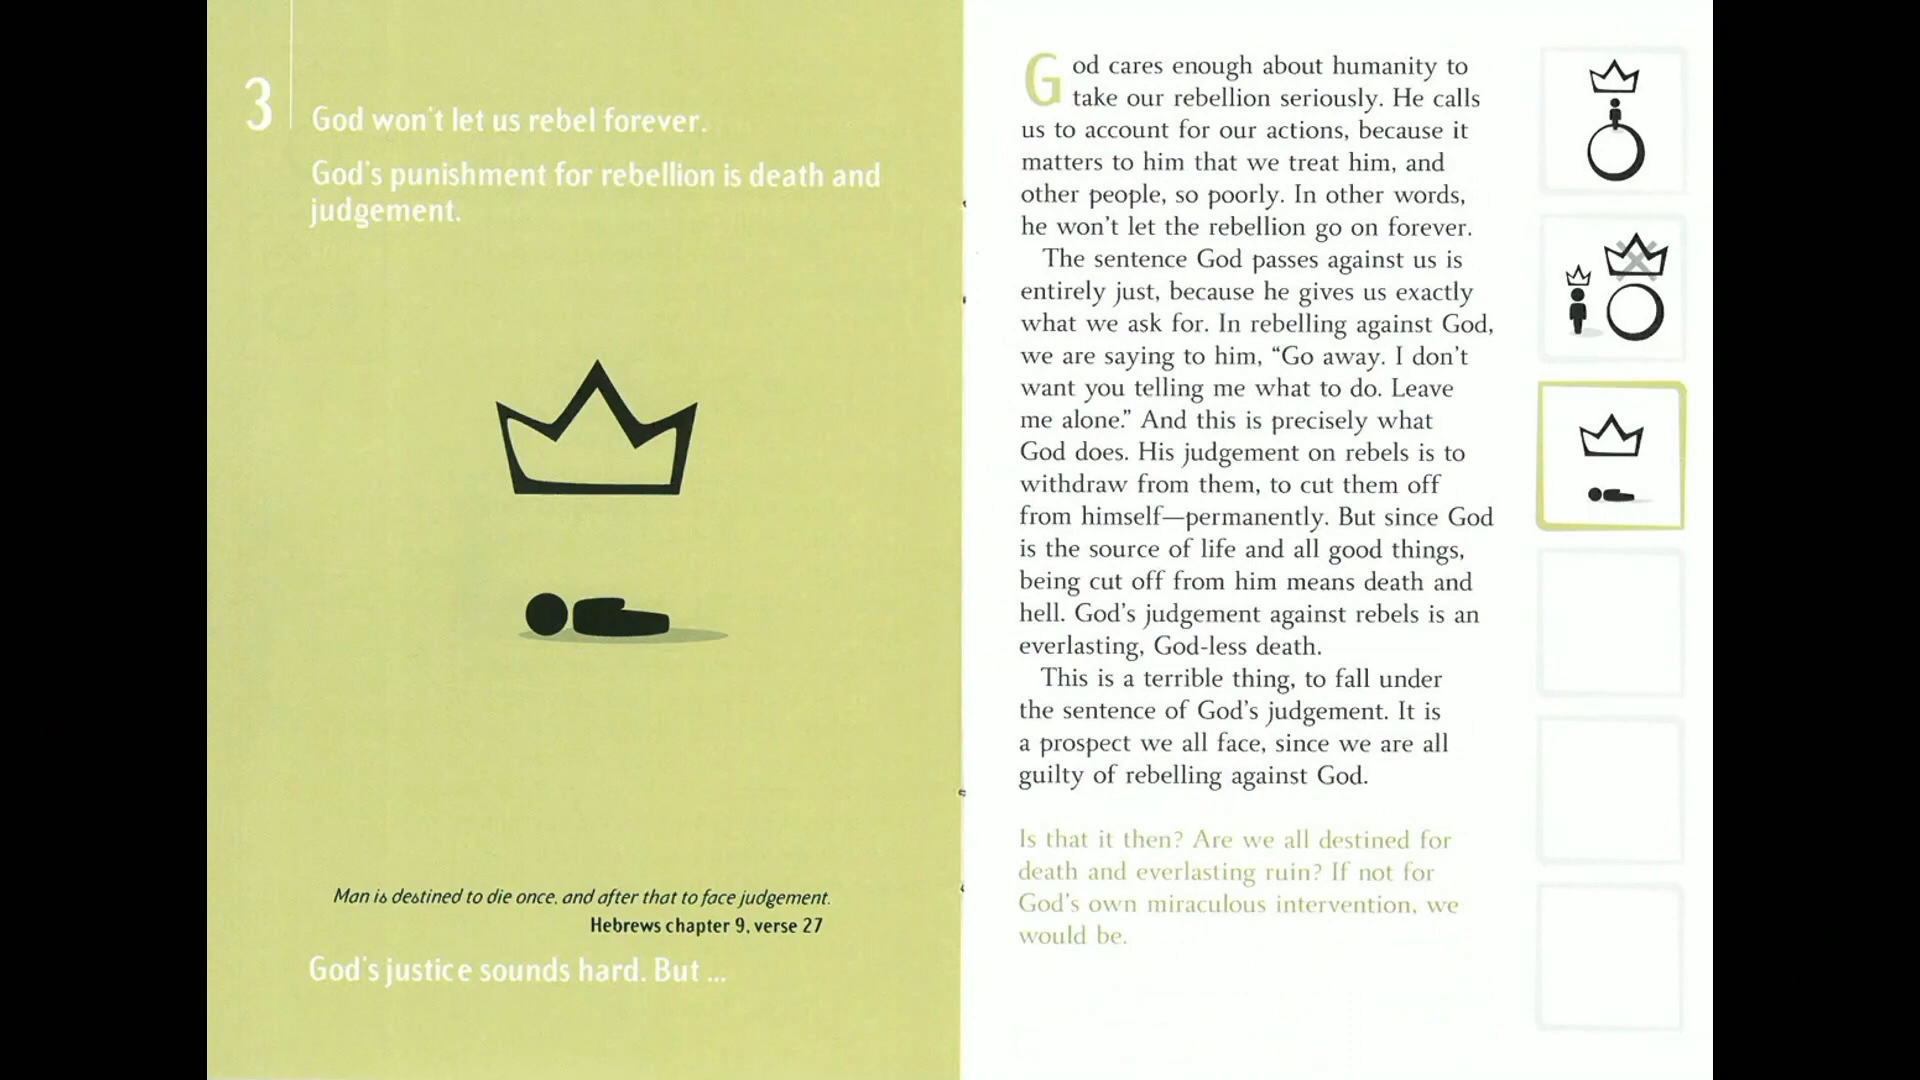 3
God won't let us rebel forever.
God's punishment for rebellion is death and
judgement.
Man is destined to die once, and after that to face judgement.
Hebrews chapter 9, verse 27
God's justice sounds hard. But ...
God cares enough about humanity to
take our rebellion seriously. He calls
us to account for our actions, because it
matters to him that we treat him, and
other people, so poorly. In other words,
he won't let the rebellion go on forever.
The sentence God passes against us is
entirely just, because he gives us exactly
what we ask for. In rebelling against God,
we are saying to him, “Go away. I don't
want you telling me what to do. Leave
me alone.” And this is precisely what
God does. His judgement on rebels is to
withdraw from them, to cut them off
from himself—permanently. But since God
is the source of life and all good things,
being cut off from him means death and
hell. God's judgement against rebels is an
everlasting, God-less death.
This is a terrible thing, to fall under
the sentence of God's judgement. It is
a prospect we all face, since we are all
guilty of rebelling against God.
Is that it then? Are we all destined for
death and everlasting ruin? If not for
God's own miraculous intervention, we
would be.